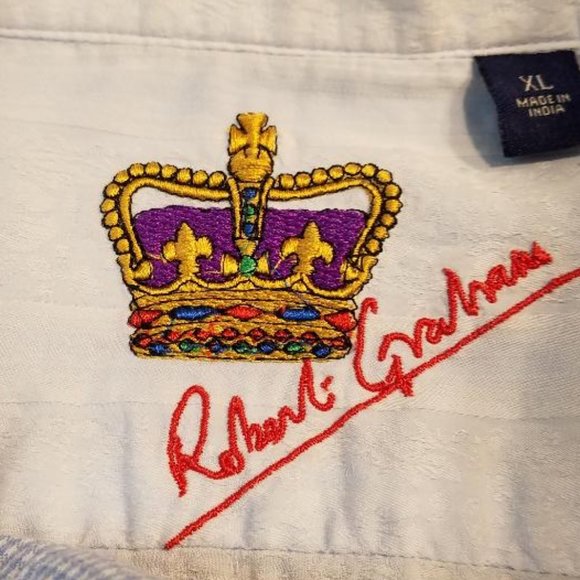 XL
MADE IN
INDIA
Robert Graham